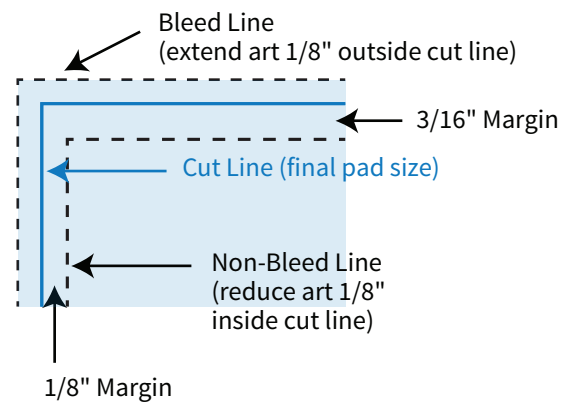 Bleed Line
(extend art 1/8" outside cut line)
3/16" Margin
Cut Line (final pad size)
Non-Bleed Line
(reduce art 1/8"
inside cut line)
1/8" Margin